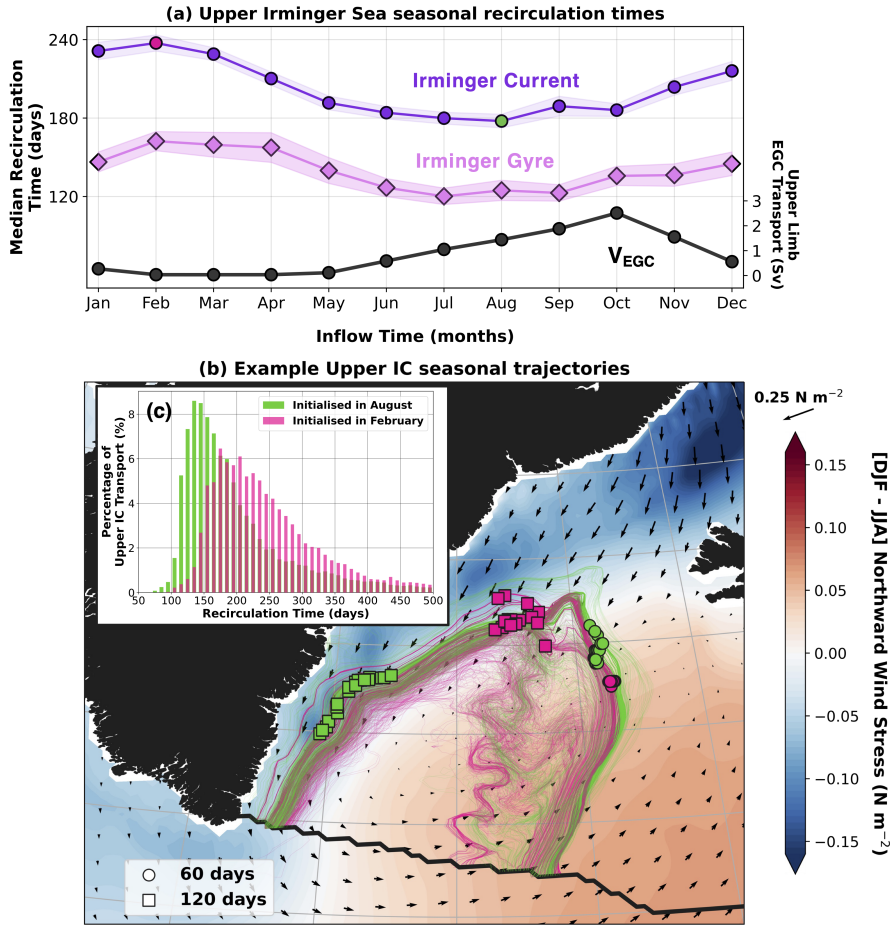 (a) Upper Irminger Sea seasonal recirculation times
240
180
120
Median Recirculation
Time (days)
Irminger Current
Irminger Gyre
V_EGC
3
2
1
0
Upper Limb
EGC Transport (Sv)
Jan Feb Mar Apr May Jun Jul Aug Sep Oct Nov Dec
Inflow Time (months)
(b) Example Upper IC seasonal trajectories
(c)
Initialised in August
Initialised in February
8
6
4
2
0
Percentage of
Upper IC Transport (%)
50 100 150 200 250 300 350 400 450 500
Recirculation Time (days)
60 days
120 days
0.25 N m⁻²
0.15
0.10
0.05
0.00
−0.05
−0.10
−0.15
[DJF - JJA] Northward Wind Stress (N m⁻²)